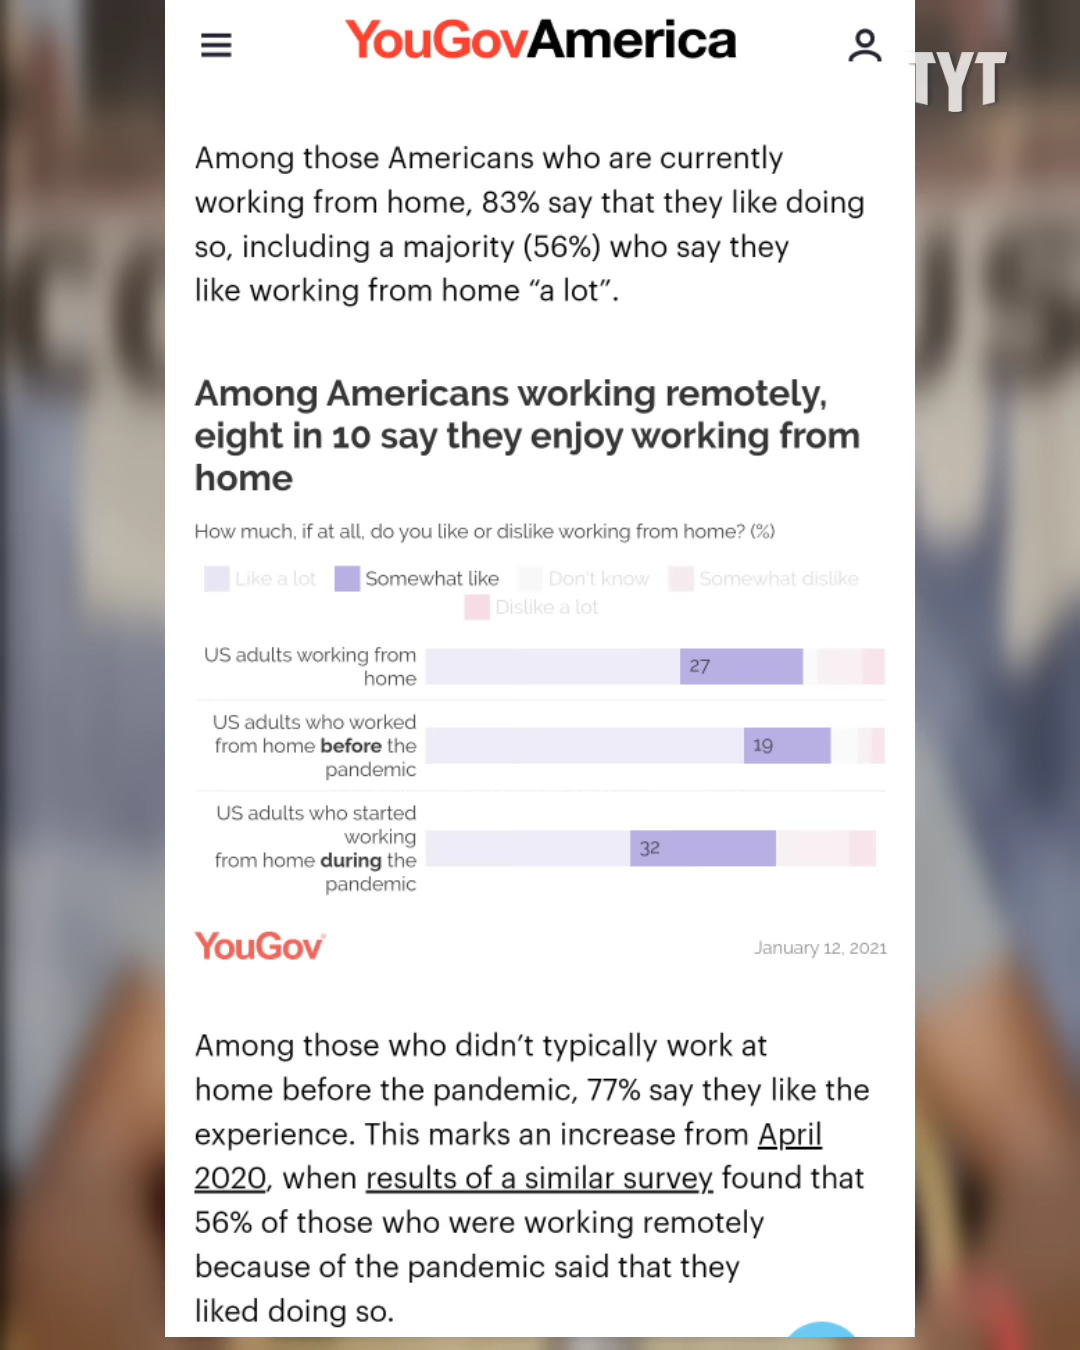 YouGovAmerica
TYT
Among those Americans who are currently
working from home, 83% say that they like doing
so, including a majority (56%) who say they
like working from home “a lot”.
Among Americans working remotely,
eight in 10 say they enjoy working from
home
How much, if at all, do you like or dislike working from home? (%)
Like a lot Somewhat like Don't know Somewhat dislike
Dislike a lot
US adults working from
home
27
US adults who worked
from home before the
pandemic
19
US adults who started
working
from home during the
pandemic
32
YouGov
January 12, 2021
Among those who didn’t typically work at
home before the pandemic, 77% say they like the
experience. This marks an increase from April
2020, when results of a similar survey found that
56% of those who were working remotely
because of the pandemic said that they
liked doing so.